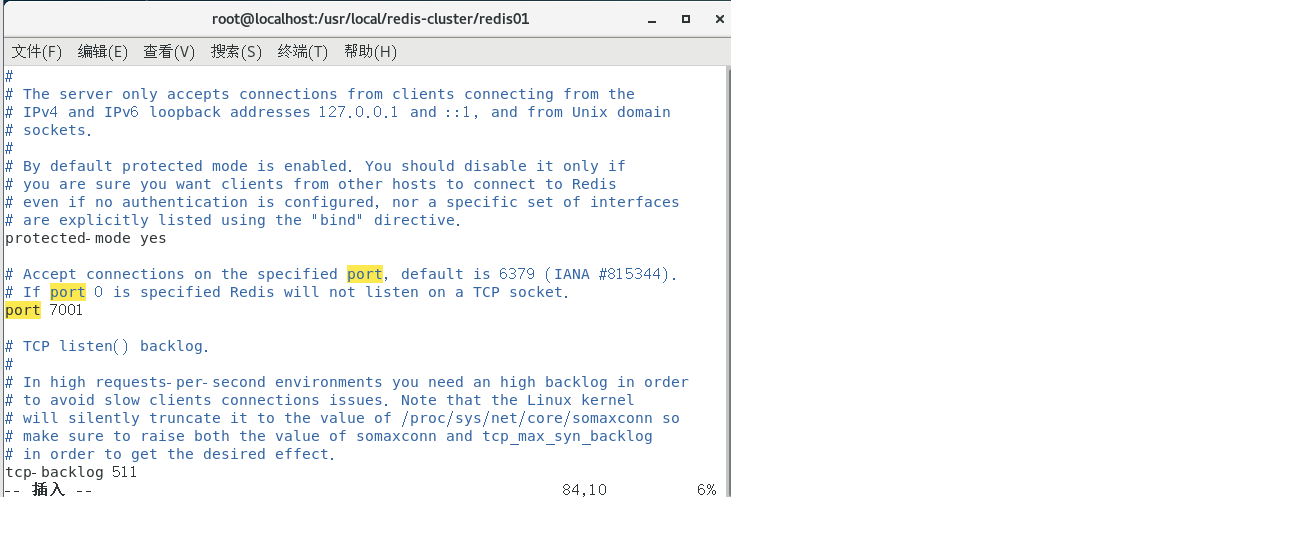 root@localhost:/usr/local/redis-cluster/redis01
文件(F) 编辑(E) 查看(V) 搜索(S) 终端(T) 帮助(H)
#
# The server only accepts connections from clients connecting from the
# IPv4 and IPv6 loopback addresses 127.0.0.1 and ::1, and from Unix domain
# sockets.
#
# By default protected mode is enabled. You should disable it only if
# you are sure you want clients from other hosts to connect to Redis
# even if no authentication is configured, nor a specific set of interfaces
# are explicitly listed using the "bind" directive.
protected-mode yes
# Accept connections on the specified port, default is 6379 (IANA #815344).
# If port 0 is specified Redis will not listen on a TCP socket.
port 7001
# TCP listen() backlog.
#
# In high requests-per-second environments you need an high backlog in order
# to avoid slow clients connections issues. Note that the Linux kernel
# will silently truncate it to the value of /proc/sys/net/core/somaxconn so
# make sure to raise both the value of somaxconn and tcp_max_syn_backlog
# in order to get the desired effect.
tcp-backlog 511
-- 插入 -- 84,10 6%